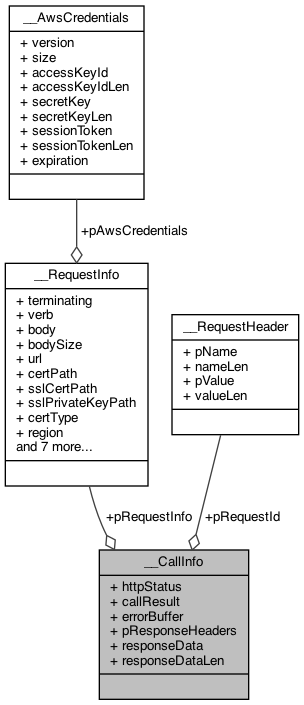 __AwsCredentials
+ version
+ size
+ accessKeyId
+ accessKeyIdLen
+ secretKey
+ secretKeyLen
+ sessionToken
+ sessionTokenLen
+ expiration
+pAwsCredentials
__RequestInfo
+ terminating
+ verb
+ body
+ bodySize
+ url
+ certPath
+ sslCertPath
+ sslPrivateKeyPath
+ certType
+ region
and 7 more...
__RequestHeader
+ pName
+ nameLen
+ pValue
+ valueLen
+pRequestInfo
+pRequestId
__CallInfo
+ httpStatus
+ callResult
+ errorBuffer
+ pResponseHeaders
+ responseData
+ responseDataLen